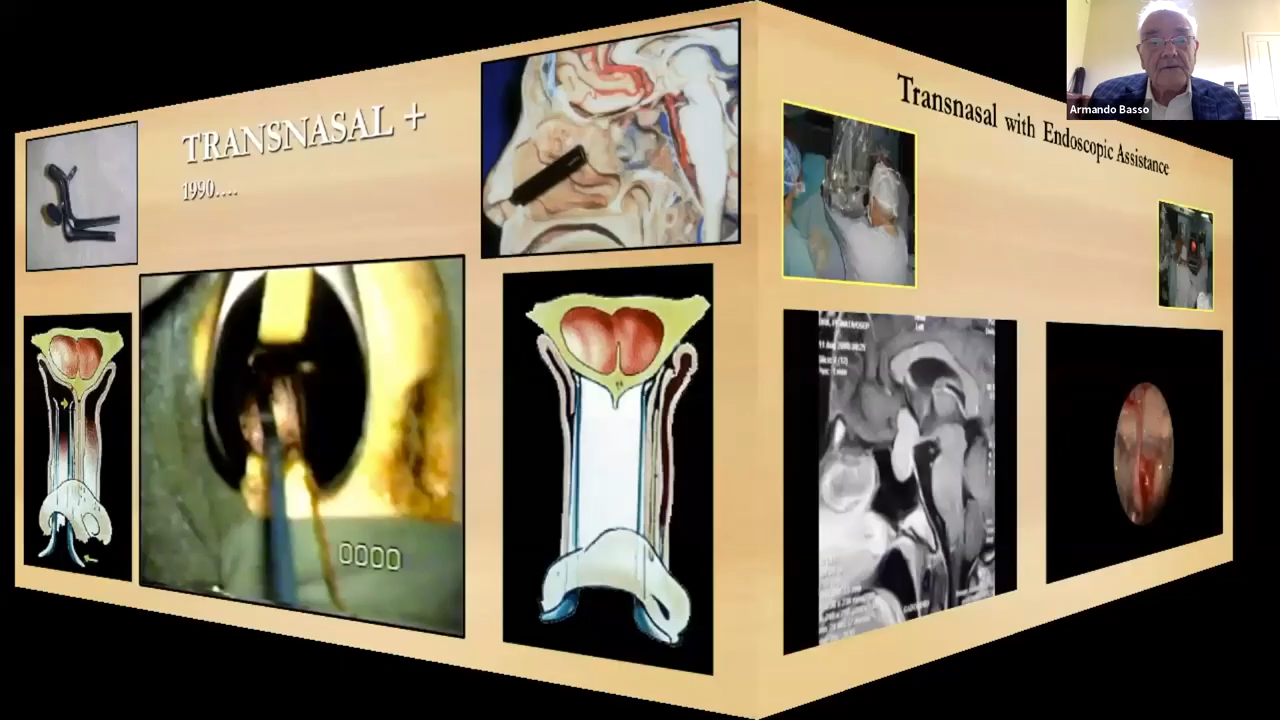 TRANSNASAL +
1990....
0000
Transnasal with Endoscopic Assistance
Armando Basso